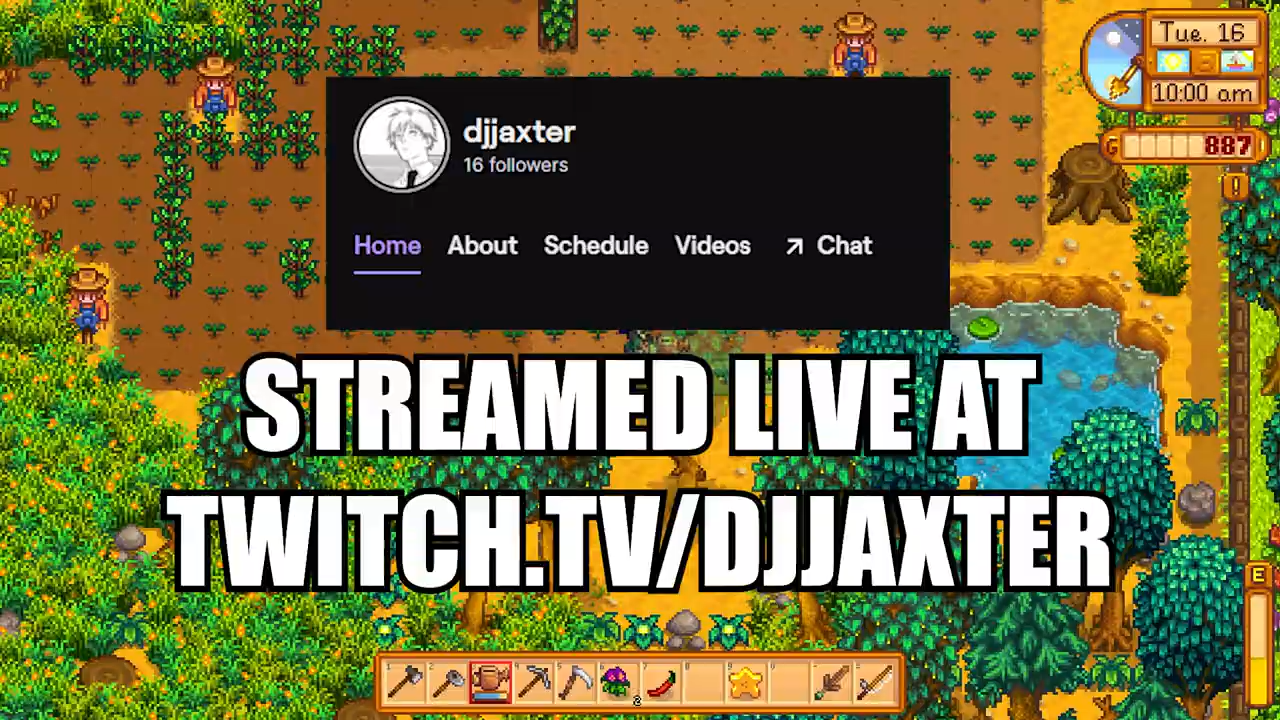 Tue. 16
10:00 am
887
djjaxter
16 followers
Home About Schedule Videos Chat
STREAMED LIVE AT
TWITCH.TV/DJJAXTER
E
2